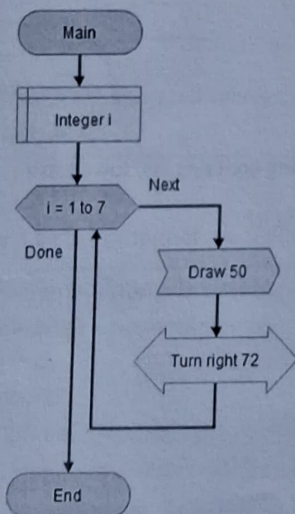 Main
Integer i
i = 1 to 7
Next
Done
Draw 50
Turn right 72
End